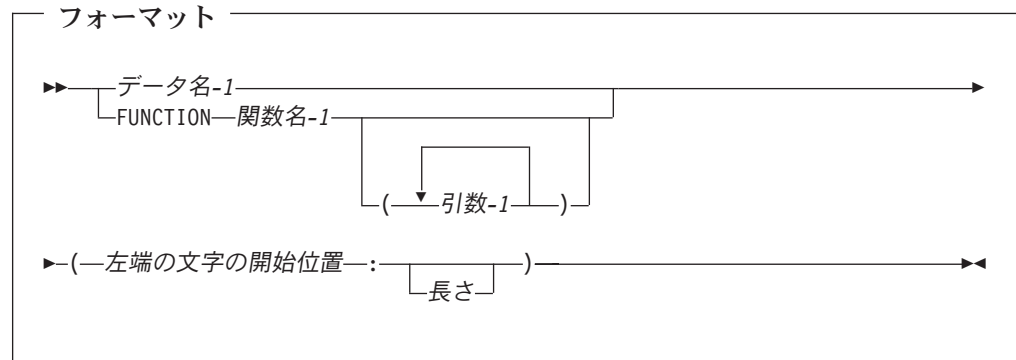 フォーマット
データ名-1
FUNCTION 関数名-1
( 引数-1 )
( 左端の文字の開始位置 : )
長さ